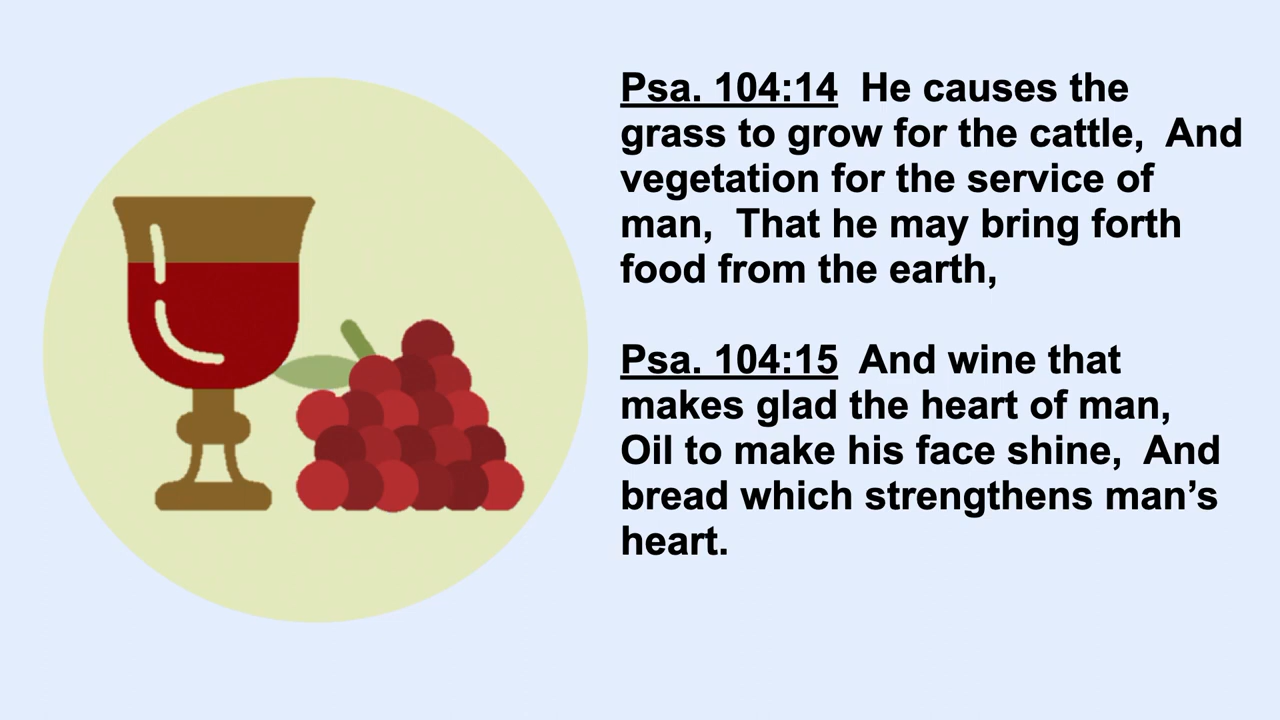 Psa. 104:14  He causes the
grass to grow for the cattle,  And
vegetation for the service of
man,  That he may bring forth
food from the earth,
Psa. 104:15  And wine that
makes glad the heart of man,
Oil to make his face shine,  And
bread which strengthens man’s
heart.